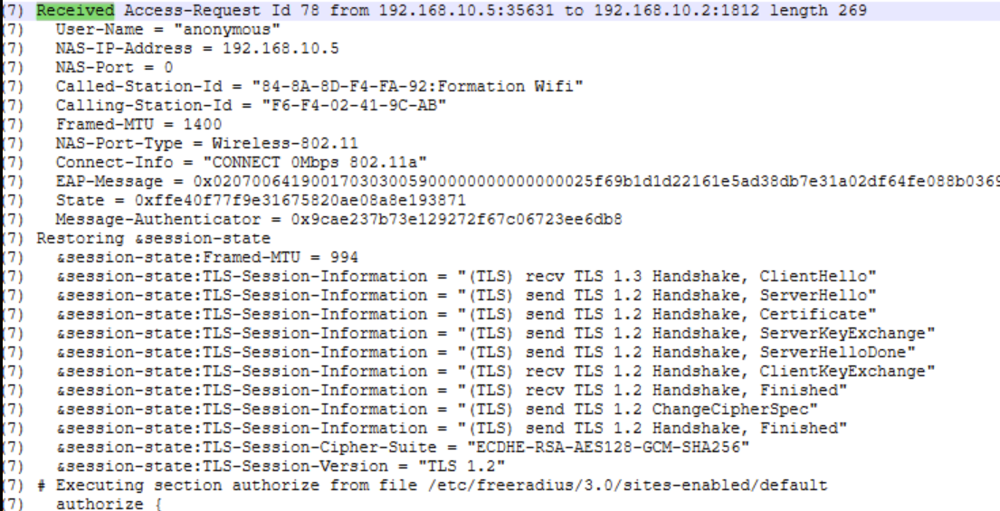 (7) Received Access-Request Id 78 from 192.168.10.5:35631 to 192.168.10.2:1812 length 269
(7)   User-Name = "anonymous"
(7)   NAS-IP-Address = 192.168.10.5
(7)   NAS-Port = 0
(7)   Called-Station-Id = "84-8A-8D-F4-FA-92:Formation Wifi"
(7)   Calling-Station-Id = "F6-F4-02-41-9C-AB"
(7)   Framed-MTU = 1400
(7)   NAS-Port-Type = Wireless-802.11
(7)   Connect-Info = "CONNECT 0Mbps 802.11a"
(7)   EAP-Message = 0x020700641900170303005900000000000000025f69b1d1d22161e5ad38db7e31a02df64fe088b0369
(7)   State = 0xffe40f77f9e31675820ae08a8e193871
(7)   Message-Authenticator = 0x9cae237b73e129272f67c06723ee6db8
(7) Restoring &session-state
(7)   &session-state:Framed-MTU = 994
(7)   &session-state:TLS-Session-Information = "(TLS) recv TLS 1.3 Handshake, ClientHello"
(7)   &session-state:TLS-Session-Information = "(TLS) send TLS 1.2 Handshake, ServerHello"
(7)   &session-state:TLS-Session-Information = "(TLS) send TLS 1.2 Handshake, Certificate"
(7)   &session-state:TLS-Session-Information = "(TLS) send TLS 1.2 Handshake, ServerKeyExchange"
(7)   &session-state:TLS-Session-Information = "(TLS) send TLS 1.2 Handshake, ServerHelloDone"
(7)   &session-state:TLS-Session-Information = "(TLS) recv TLS 1.2 Handshake, ClientKeyExchange"
(7)   &session-state:TLS-Session-Information = "(TLS) recv TLS 1.2 Handshake, Finished"
(7)   &session-state:TLS-Session-Information = "(TLS) send TLS 1.2 ChangeCipherSpec"
(7)   &session-state:TLS-Session-Information = "(TLS) send TLS 1.2 Handshake, Finished"
(7)   &session-state:TLS-Session-Cipher-Suite = "ECDHE-RSA-AES128-GCM-SHA256"
(7)   &session-state:TLS-Session-Version = "TLS 1.2"
(7) # Executing section authorize from file /etc/freeradius/3.0/sites-enabled/default
(7)   authorize {